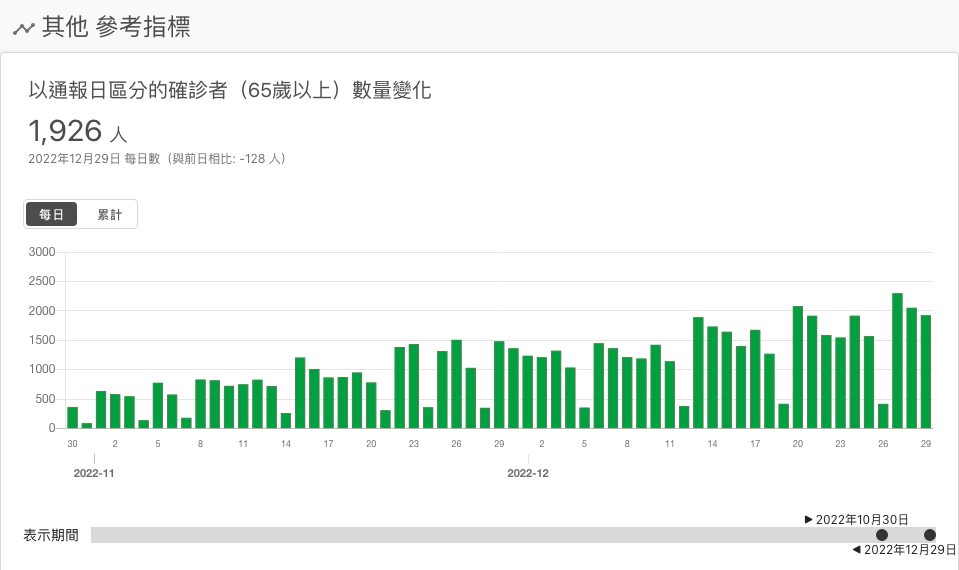 其他 參考指標
以通報日區分的確診者（65歲以上）數量變化
1,926 人
2022年12月29日 每日數（與前日相比: -128 人）
每日 累計
3000
2500
2000
1500
1000
500
0
30 2 5 8 11 14 17 20 23 26 29 2 5 8 11 14 17 20 23 26 29
2022-11 2022-12
▶ 2022年10月30日
表示期間
◀ 2022年12月29日